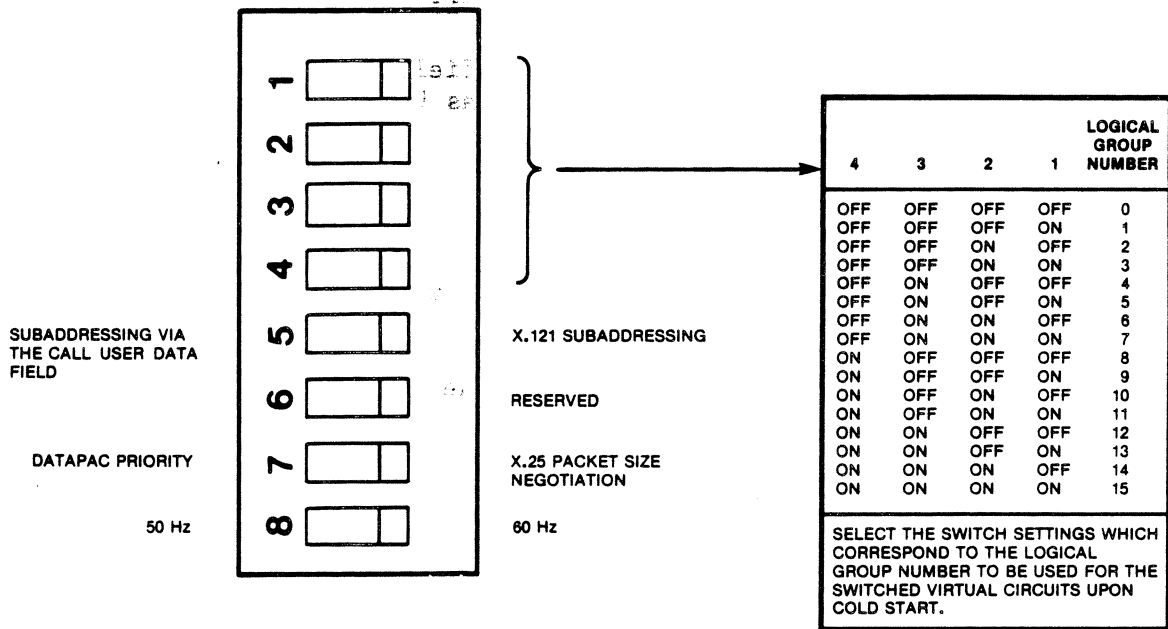 1
2
3
4
5
6
7
8
SUBADDRESSING VIA
THE CALL USER DATA
FIELD
X.121 SUBADDRESSING
RESERVED
DATAPAC PRIORITY
X.25 PACKET SIZE
NEGOTIATION
50 Hz
60 Hz
4 3 2 1 LOGICAL GROUP NUMBER
OFF OFF OFF OFF 0
OFF OFF OFF ON 1
OFF OFF ON OFF 2
OFF OFF ON ON 3
OFF ON OFF OFF 4
OFF ON OFF ON 5
OFF ON ON OFF 6
OFF ON ON ON 7
ON OFF OFF OFF 8
ON OFF OFF ON 9
ON OFF ON OFF 10
ON OFF ON ON 11
ON ON OFF OFF 12
ON ON OFF ON 13
ON ON ON OFF 14
ON ON ON ON 15
SELECT THE SWITCH SETTINGS WHICH
CORRESPOND TO THE LOGICAL
GROUP NUMBER TO BE USED FOR THE
SWITCHED VIRTUAL CIRCUITS UPON
COLD START.